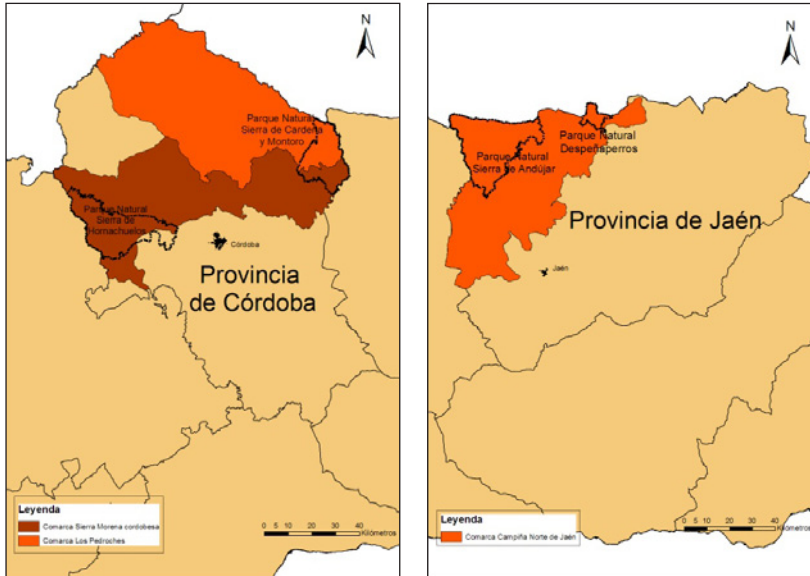 N
Parque Natural
Sierra de Cardeña
y Montoro
Parque Natural
Sierra de
Hornachuelos
Córdoba
Provincia
de Córdoba
Leyenda
Comarca Sierra Morena cordobesa
Comarca Los Pedroches
0 5 10 20 30 40
Kilómetros
N
Parque Natural
Despeñaperros
Parque Natural
Sierra de Andújar
Provincia de Jaén
Jaén
Leyenda
Comarca Campiña Norte de Jaén
0 5 10 20 30 40
Kilómetros